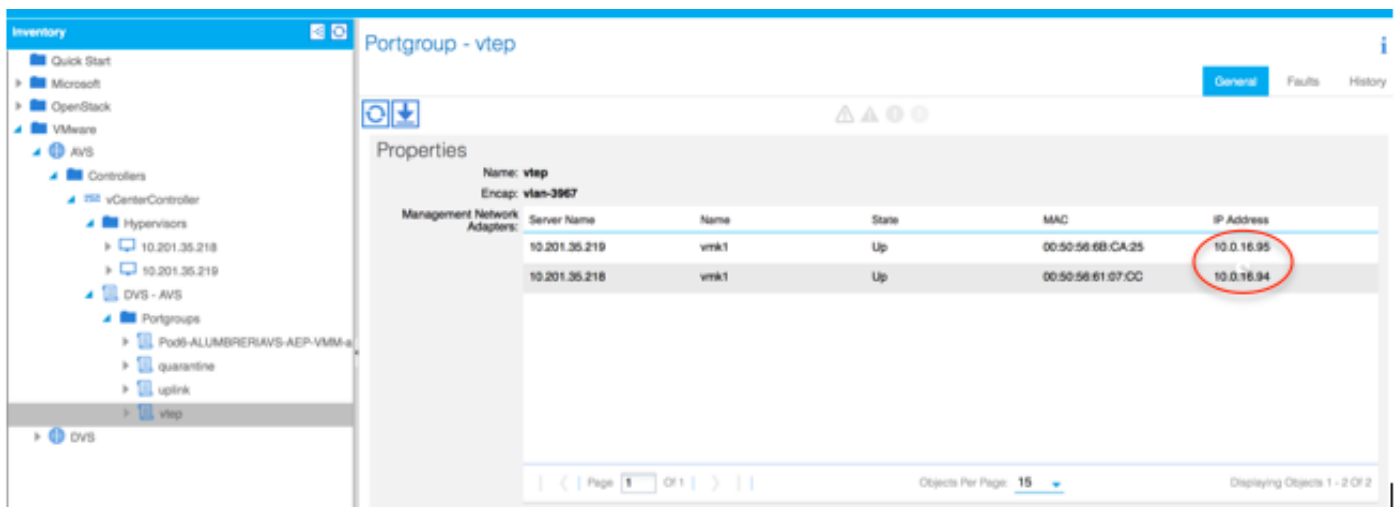 Inventory
Quick Start
Microsoft
OpenStack
VMware
AVS
Controllers
vCenterController
Hypervisors
10.201.35.218
10.201.35.219
DVS - AVS
Portgroups
Pod6-ALUMBRERIAVS-AEP-VMM-a
quarantine
uplink
vtep
DVS
Portgroup - vtep
i
General Faults History
Properties
Name: vtep
Encap: vlan-3967
Management Network Adapters:
Server Name Name State MAC IP Address
10.201.35.219 vmk1 Up 00:50:56:6B:CA:25 10.0.16.95
10.201.35.218 vmk1 Up 00:50:56:61:07:CC 10.0.16.94
Page 1 Of 1 Objects Per Page: 15 Displaying Objects 1 - 2 Of 2